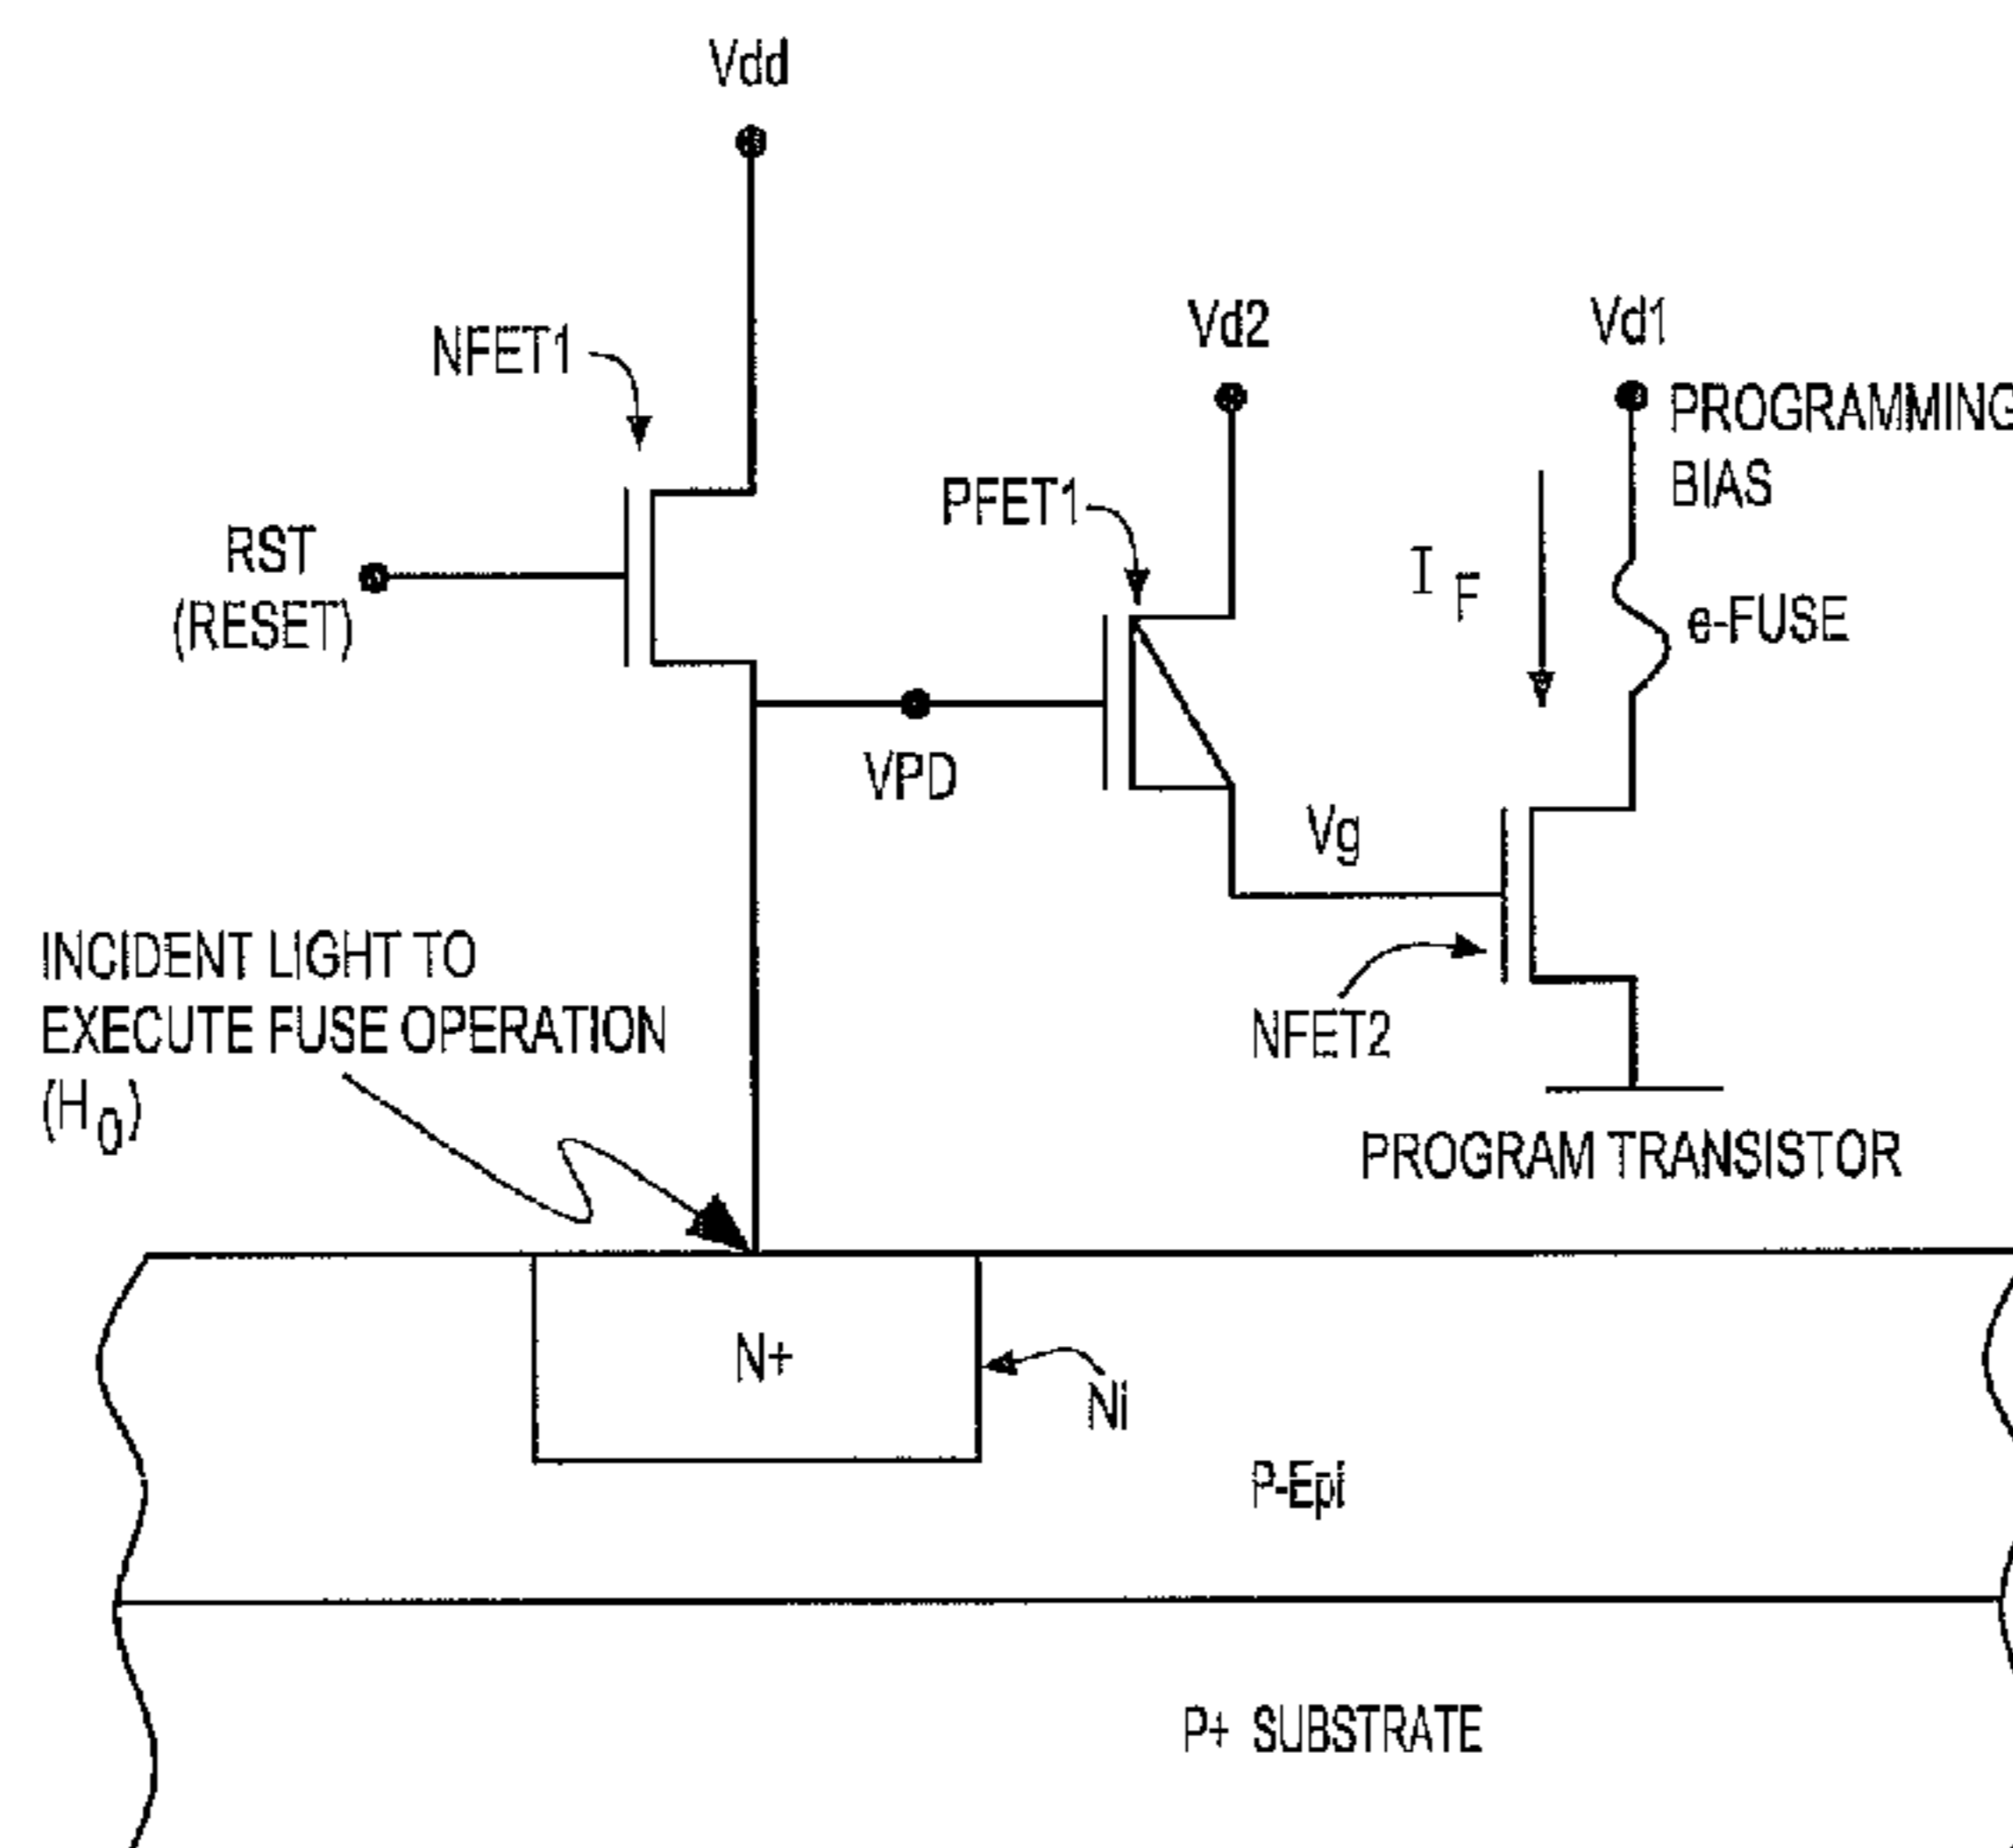 Vdd
NFET1
Vd2
Vd1
PROGRAMMING
BIAS
PFET1
RST
(RESET)
I F
e-FUSE
VPD
Vg
INCIDENT LIGHT TO
EXECUTE FUSE OPERATION
(H0)
NFET2
PROGRAM TRANSISTOR
N+
Ni
P-Epi
P+ SUBSTRATE